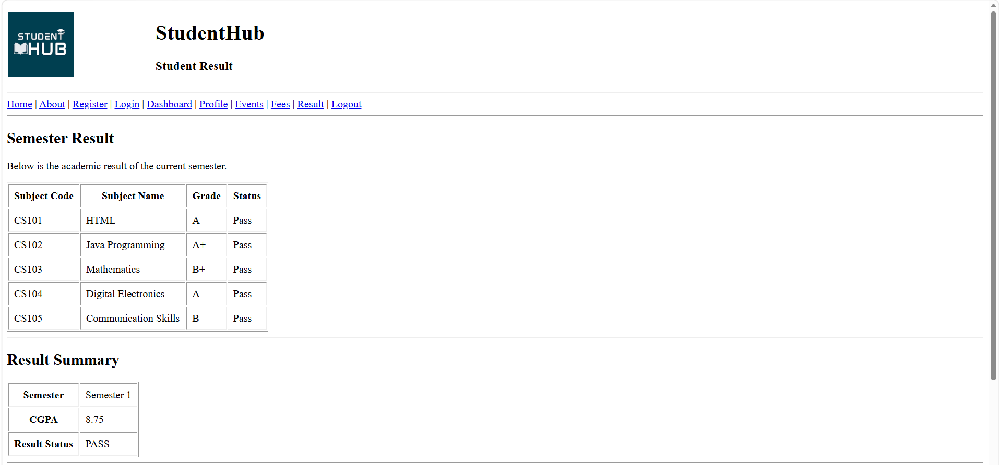 STUDENT
HUB
StudentHub
Student Result
Home | About | Register | Login | Dashboard | Profile | Events | Fees | Result | Logout
Semester Result
Below is the academic result of the current semester.
Subject Code Subject Name Grade Status
CS101 HTML A Pass
CS102 Java Programming A+ Pass
CS103 Mathematics B+ Pass
CS104 Digital Electronics A Pass
CS105 Communication Skills B Pass
Result Summary
Semester Semester 1
CGPA 8.75
Result Status PASS